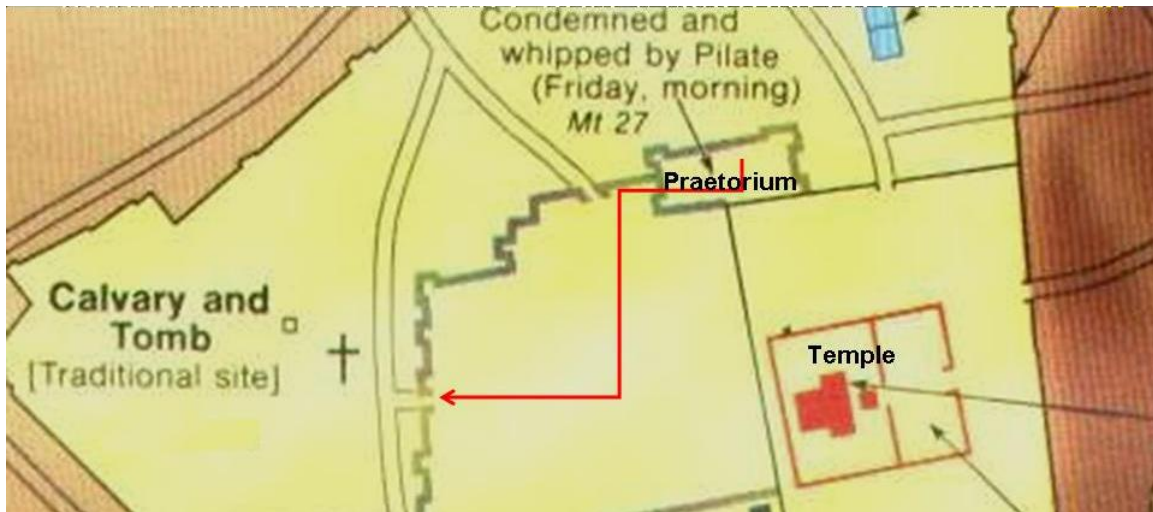 Condemned and
whipped by Pilate
(Friday, morning)
Mt 27
Praetorium
Calvary and
Tomb
[Traditional site]
Temple